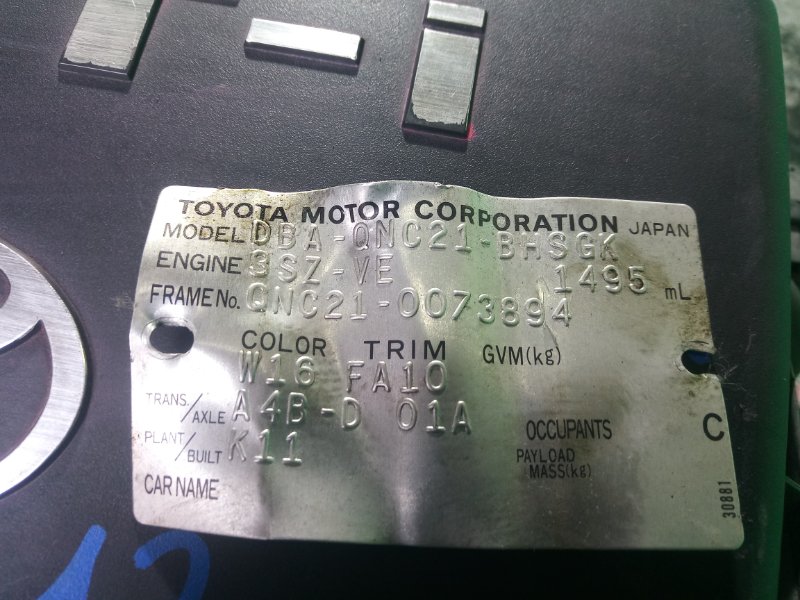 T-i
TOYOTA MOTOR CORPORATION JAPAN
MODEL DBA-QNC21-BHSGK
ENGINE 3SZ-VE 1495 mL
FRAME No. QNC21-0073894
COLOR TRIM GVM(kg)
W16 FA10
TRANS./AXLE A4B-D 01A
OCCUPANTS C
PLANT/BUILT K11
PAYLOAD
MASS(kg)
CAR NAME
30881
12